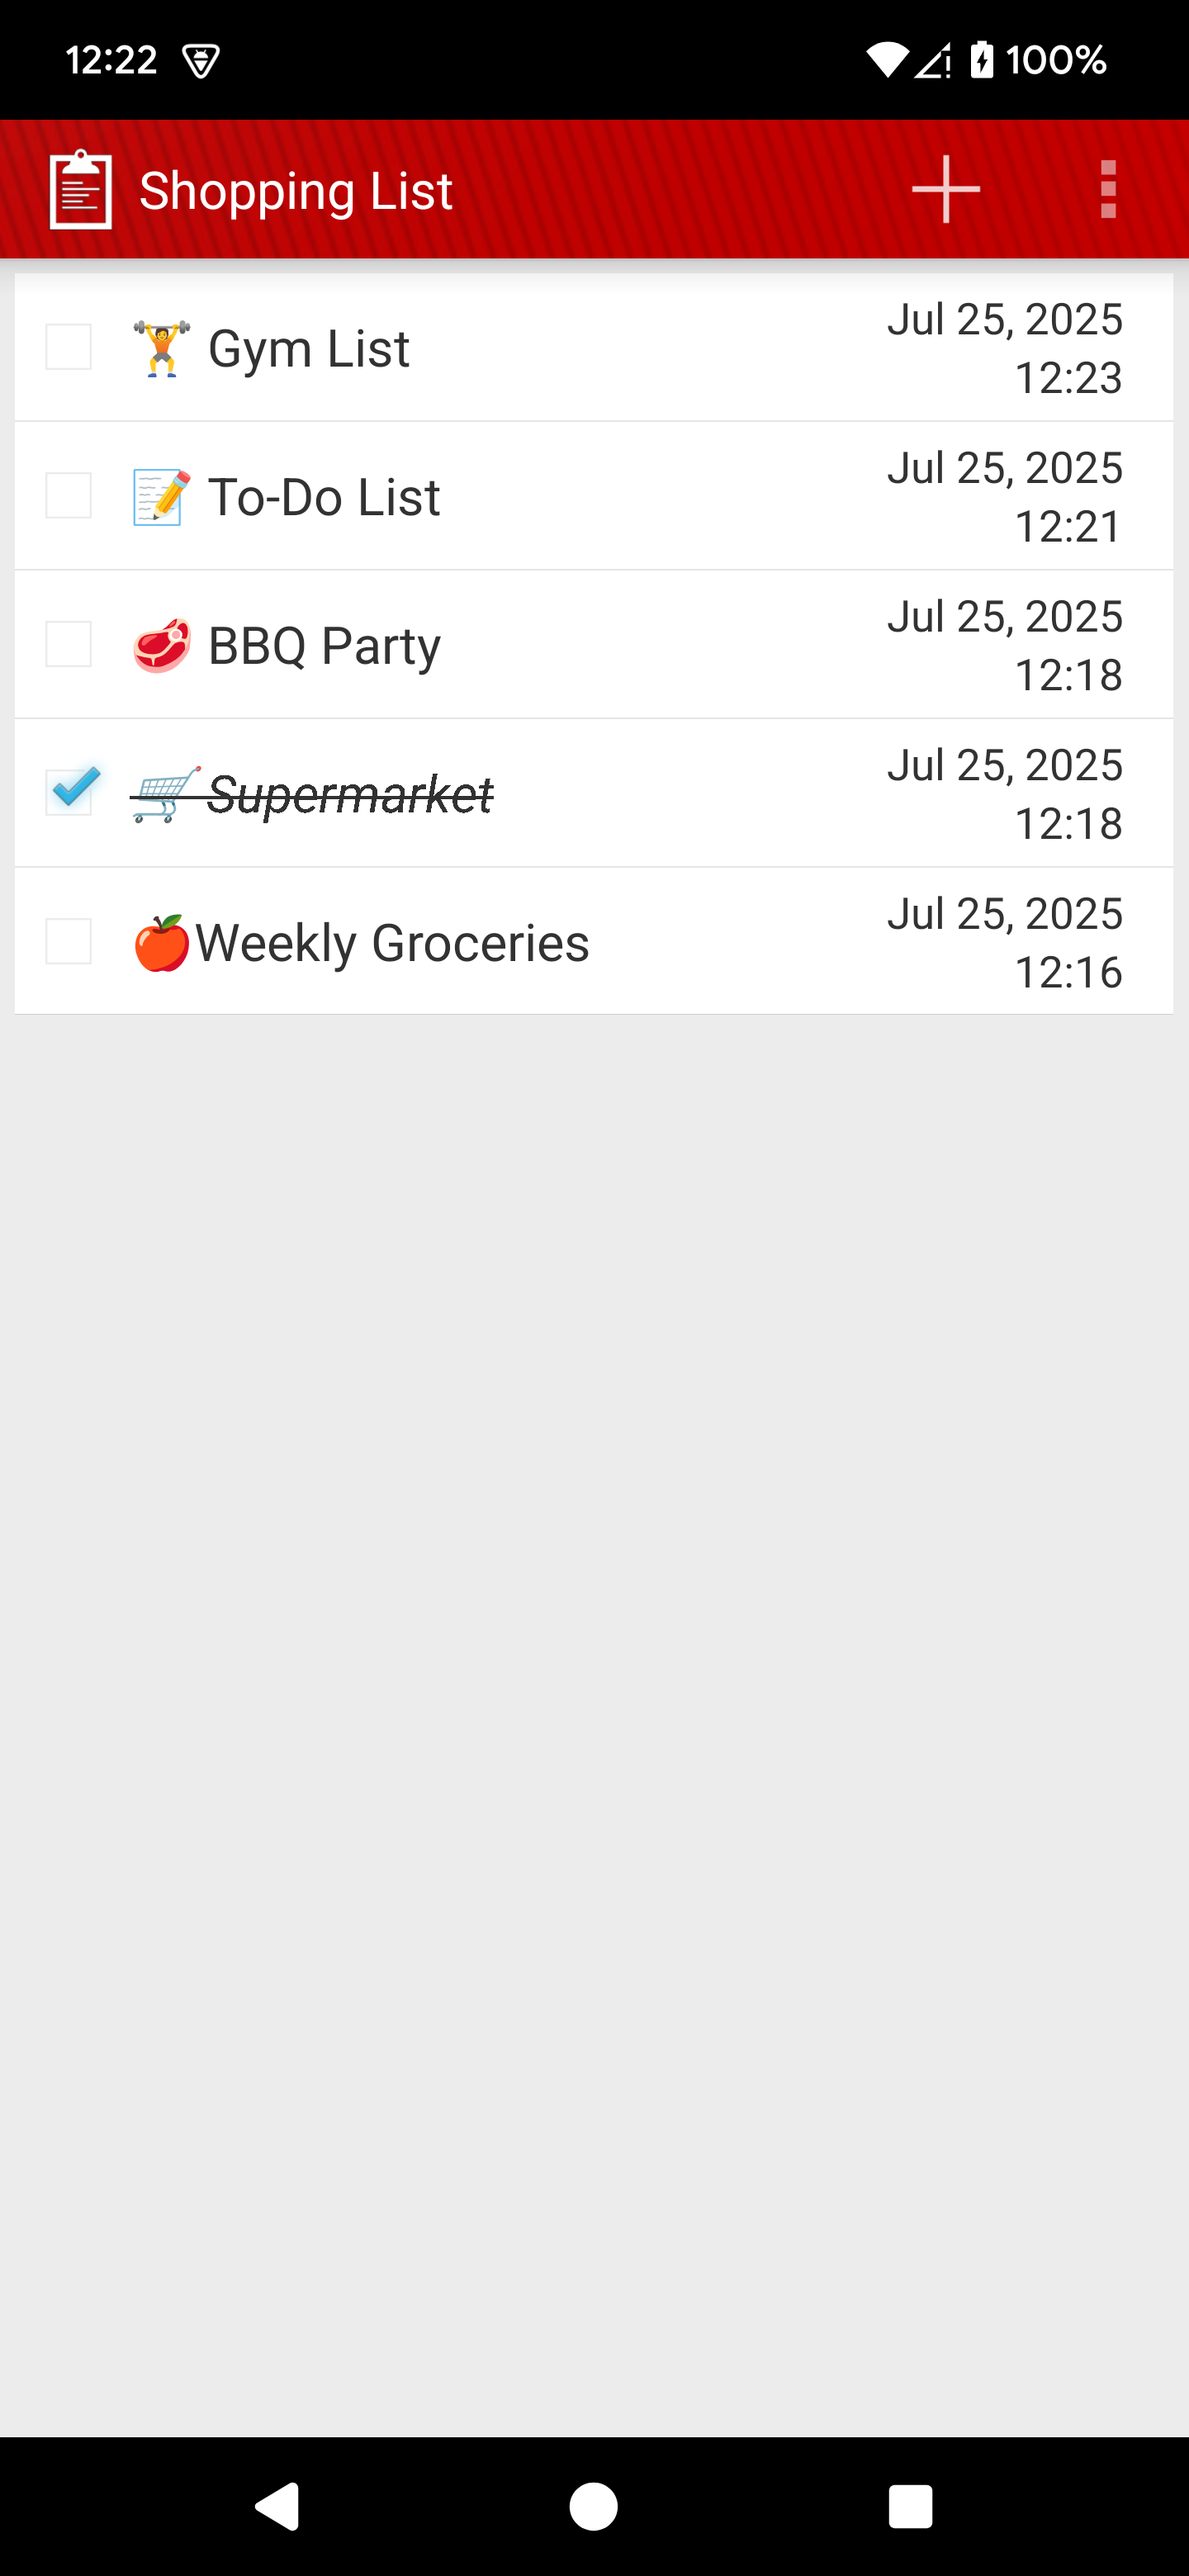 12:22
100%
Shopping List
🏋 Gym List
Jul 25, 2025
12:23
📝 To-Do List
Jul 25, 2025
12:21
🥩 BBQ Party
Jul 25, 2025
12:18
🛒 Supermarket
Jul 25, 2025
12:18
🍎Weekly Groceries
Jul 25, 2025
12:16